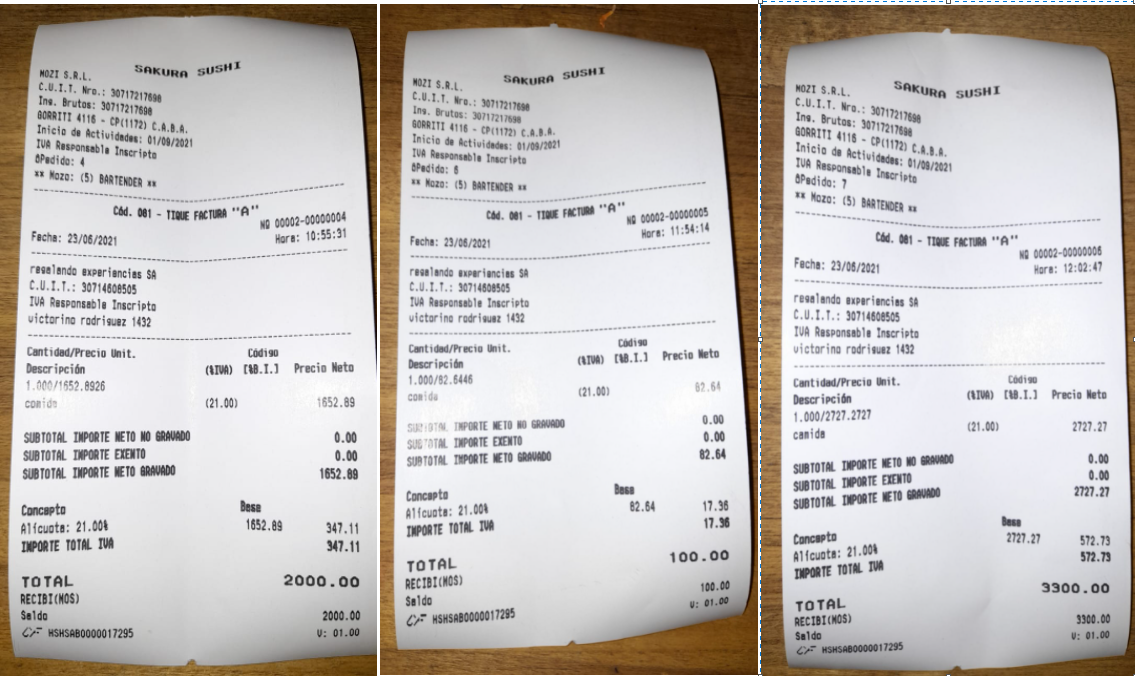 SAKURA SUSHI
MOZI S.R.L.
C.U.I.T. Nro.: 30717217698
Ing. Brutos: 30717217698
GORRITI 4116 - CP(1172) C.A.B.A.
Inicio de Actividades: 01/09/2021
IVA Responsable Inscripto
Pedido: 4
** Mozo: (5) BARTENDER **
Cód. 081 - TIQUE FACTURA "A"
Nº 00002-00000004
Fecha: 23/06/2021 Hora: 10:55:31
regalando experiencias SA
C.U.I.T.: 30714608505
IVA Responsable Inscripto
victorino rodriguez 1432
Cantidad/Precio Unit. Código
Descripción (%IVA) [%B.I.] Precio Neto
1.000/1652.8926
comida (21.00) 1652.89
SUBTOTAL IMPORTE NETO NO GRAVADO 0.00
SUBTOTAL IMPORTE EXENTO 0.00
SUBTOTAL IMPORTE NETO GRAVADO 1652.89
Concepto Base
Alícuota: 21.00% 1652.89 347.11
IMPORTE TOTAL IVA 347.11
TOTAL 2000.00
RECIBI(MOS)
Saldo 2000.00
CF HSHSAB0000017295 V: 01.00
SAKURA SUSHI
MOZI S.R.L.
C.U.I.T. Nro.: 30717217698
Ing. Brutos: 30717217698
GORRITI 4116 - CP(1172) C.A.B.A.
Inicio de Actividades: 01/09/2021
IVA Responsable Inscripto
Pedido: 6
** Mozo: (5) BARTENDER **
Cód. 081 - TIQUE FACTURA "A"
Nº 00002-00000005
Fecha: 23/06/2021 Hora: 11:54:14
regalando experiencias SA
C.U.I.T.: 30714608505
IVA Responsable Inscripto
victorino rodriguez 1432
Cantidad/Precio Unit. Código
Descripción (%IVA) [%B.I.] Precio Neto
1.000/82.6446
comida (21.00) 82.64
SUBTOTAL IMPORTE NETO NO GRAVADO 0.00
SUBTOTAL IMPORTE EXENTO 0.00
SUBTOTAL IMPORTE NETO GRAVADO 82.64
Concepto Base
Alícuota: 21.00% 82.64 17.36
IMPORTE TOTAL IVA 17.36
TOTAL 100.00
RECIBI(MOS)
Saldo 100.00
CF HSHSAB0000017295 V: 01.00
SAKURA SUSHI
MOZI S.R.L.
C.U.I.T. Nro.: 30717217698
Ing. Brutos: 30717217698
GORRITI 4116 - CP(1172) C.A.B.A.
Inicio de Actividades: 01/09/2021
IVA Responsable Inscripto
Pedido: 7
** Mozo: (5) BARTENDER **
Cód. 081 - TIQUE FACTURA "A"
Nº 00002-00000006
Fecha: 23/06/2021 Hora: 12:02:47
regalando experiencias SA
C.U.I.T.: 30714608505
IVA Responsable Inscripto
victorino rodriguez 1432
Cantidad/Precio Unit. Código
Descripción (%IVA) [%B.I.] Precio Neto
1.000/2727.2727
comida (21.00) 2727.27
SUBTOTAL IMPORTE NETO NO GRAVADO 0.00
SUBTOTAL IMPORTE EXENTO 0.00
SUBTOTAL IMPORTE NETO GRAVADO 2727.27
Concepto Base
Alícuota: 21.00% 2727.27 572.73
IMPORTE TOTAL IVA 572.73
TOTAL 3300.00
RECIBI(MOS) 3300.00
Saldo V: 01.00
CF HSHSAB0000017295